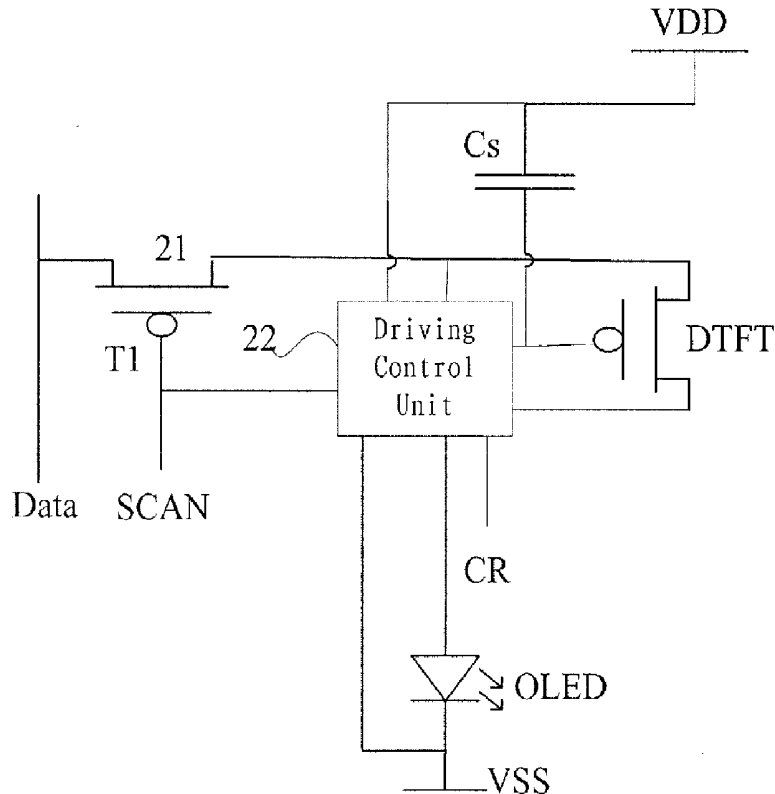 VDD
Cs
21
22
Driving
Control
Unit
DTFT
T1
Data
SCAN
CR
OLED
VSS